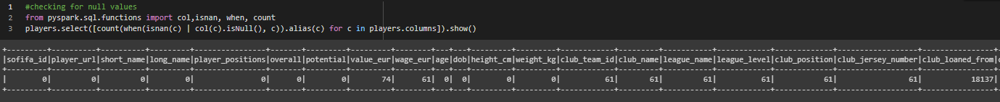 1 #checking for null values
2 from pyspark.sql.functions import col,isnan, when, count
3 players.select([count(when(isnan(c) | col(c).isNull(), c)).alias(c) for c in players.columns]).show()
+---------+----------+----------+---------+----------------+-------+---------+---------+--------+---+---+---------+---------+------------+---------+-----------+------------+-------------+------------------+----------------+
|sofifa_id|player_url|short_name|long_name|player_positions|overall|potential|value_eur|wage_eur|age|dob|height_cm|weight_kg|club_team_id|club_name|league_name|league_level|club_position|club_jersey_number|club_loaned_from|
+---------+----------+----------+---------+----------------+-------+---------+---------+--------+---+---+---------+---------+------------+---------+-----------+------------+-------------+------------------+----------------+
| 0| 0| 0| 0| 0| 0| 0| 74| 61| 0| 0| 0| 0| 61| 61| 61| 61| 61| 61| 18137|
+---------+----------+----------+---------+----------------+-------+---------+---------+--------+---+---+---------+---------+------------+---------+-----------+------------+-------------+------------------+----------------+